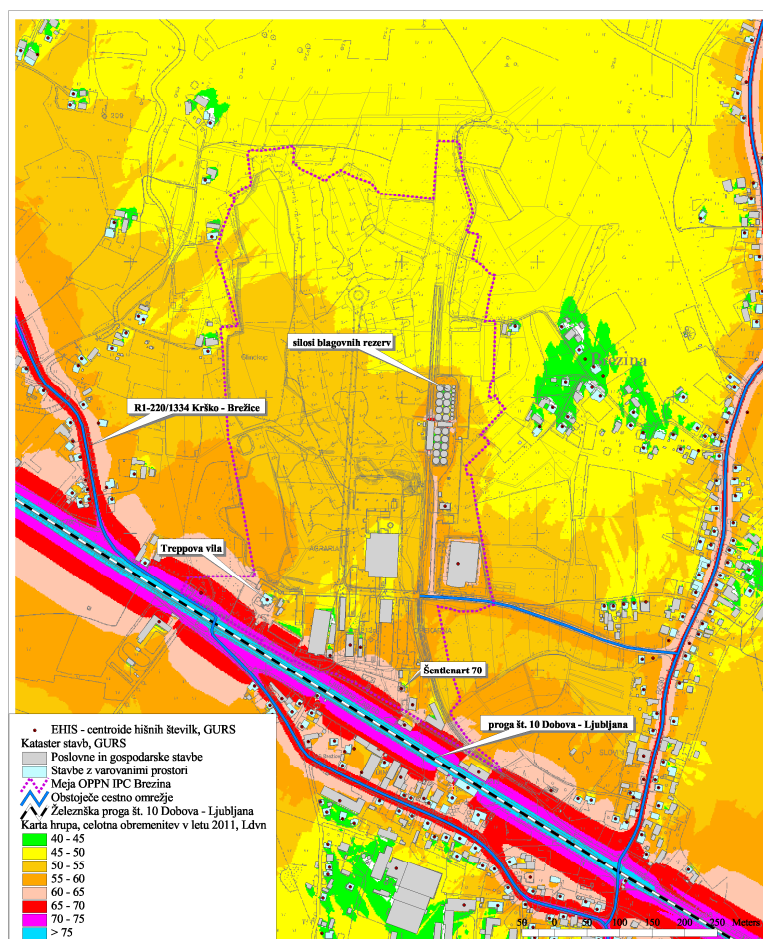 Brezina
silosi blagovnih rezerv
R1-220/1334 Krško - Brežice
Treppova vila
AGRARIA
Šentlenart 70
proga št. 10 Dobova - Ljubljana
EHIS - centroide hišnih številk, GURS
Kataster stavb, GURS
Poslovne in gospodarske stavbe
Stavbe z varovanimi prostori
Meja OPPN IPC Brezina
Obstoječe cestno omrežje
Železnška proga št. 10 Dobova - Ljubljana
Karta hrupa, celotna obremenitev v letu 2011, Ldvn
40 - 45
45 - 50
50 - 55
55 - 60
60 - 65
65 - 70
70 - 75
> 75
50 0 50 100 150 200 250 Meters